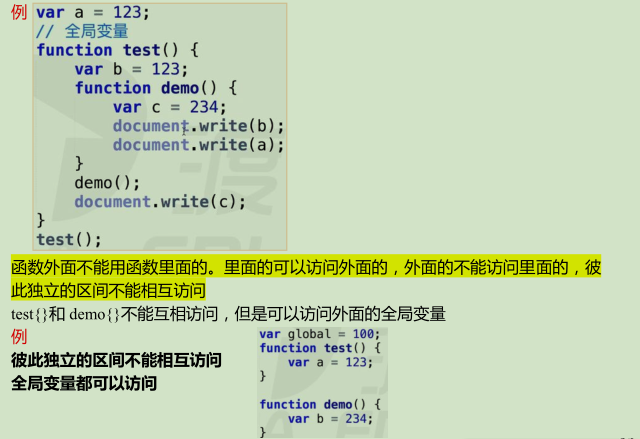 例
var a = 123;
// 全局变量
function test() {
    var b = 123;
    function demo() {
        var c = 234;
        document.write(b);
        document.write(a);
    }
    demo();
    document.write(c);
}
test();
函数外面不能用函数里面的。里面的可以访问外面的，外面的不能访问里面的，彼
此独立的区间不能相互访问
test{}和 demo{}不能互相访问，但是可以访问外面的全局变量
例
彼此独立的区间不能相互访问
全局变量都可以访问
var global = 100;
function test() {
    var a = 123;
}
function demo() {
    var b = 234;
}